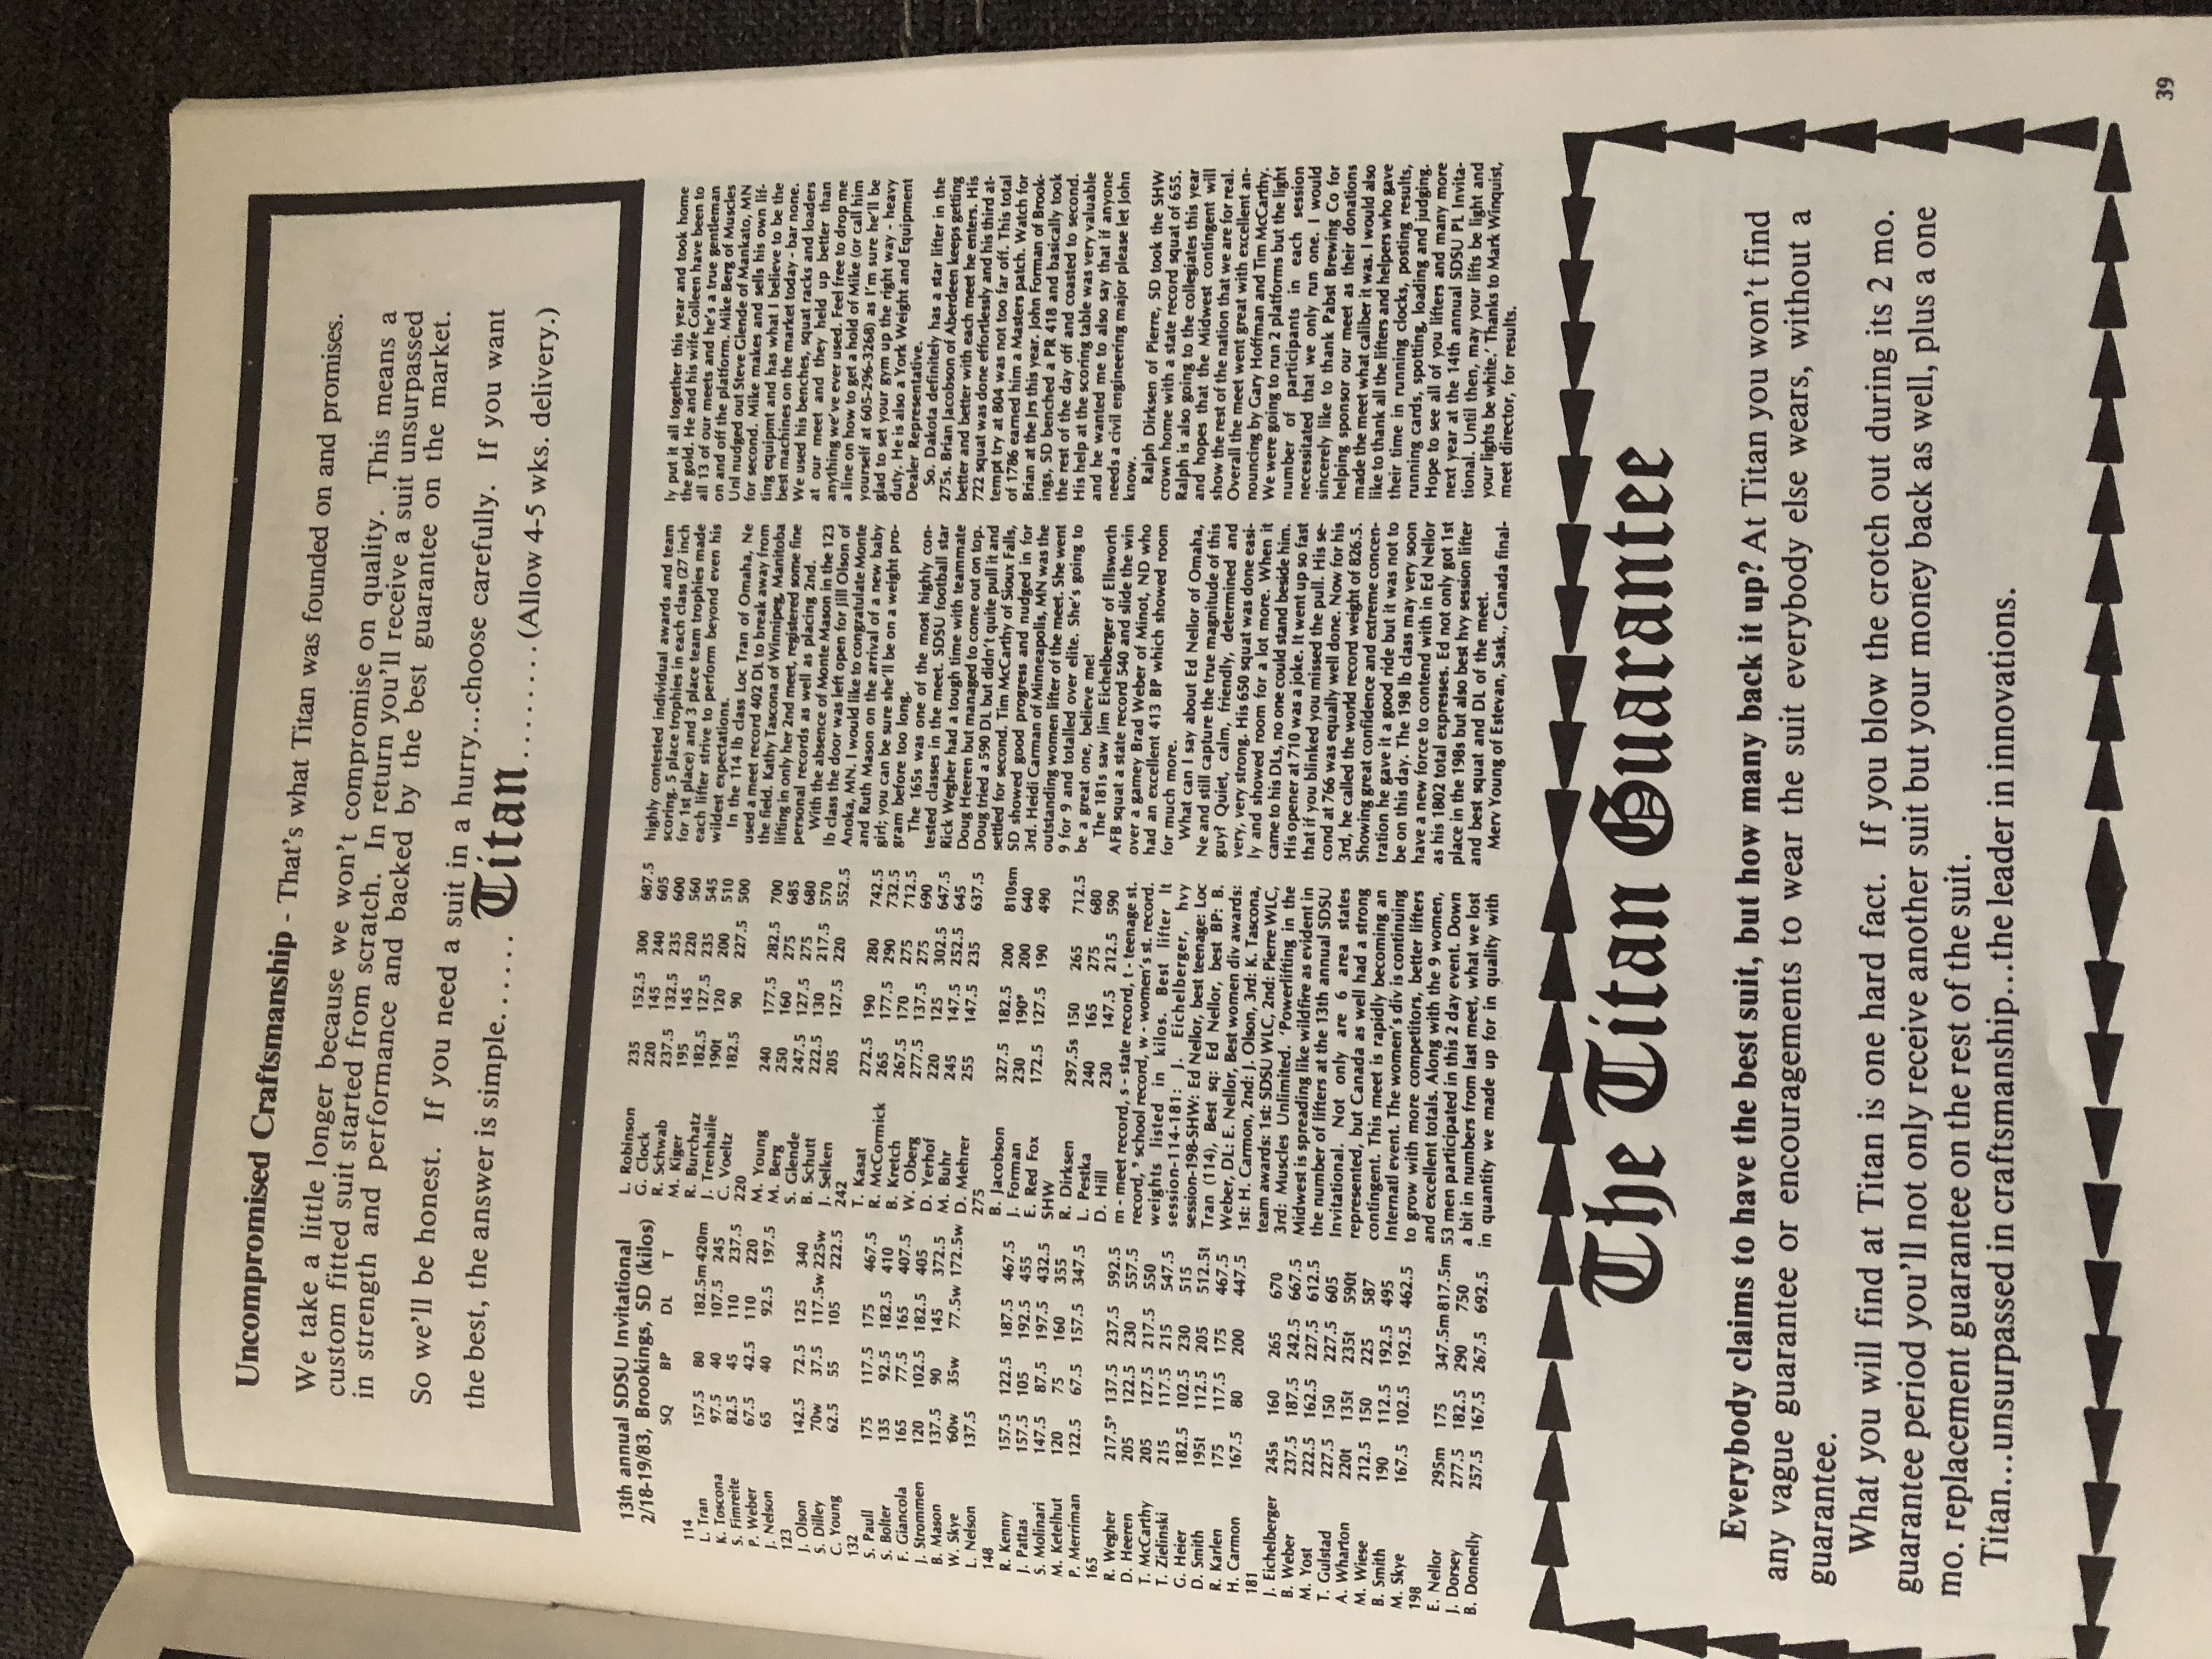 Uncompromised Craftsmanship - That's what Titan was founded on and promises.
We take a little longer because we won't compromise on quality. This means a
custom fitted suit started from scratch. In return you'll receive a suit unsurpassed
in strength and performance and backed by the best guarantee on the market.
So we'll be honest. If you need a suit in a hurry...choose carefully. If you want
the best, the answer is simple...... Titan ........(Allow 4-5 wks. delivery.)
13th annual SDSU Invitational
2/18-19/83, Brookings, SD (kilos)
SQ BP DL T
114
L. Tran 157.5 80 182.5m 420m
K. Toscona 97.5 40 107.5 245
S. Fimreite 82.5 45 110 237.5
P. Weber 67.5 42.5 110 220
J. Nelson 65 40 92.5 197.5
123
J. Olson 142.5 72.5 125 340
S. Dilley 70w 37.5 117.5w 225w
C. Young 62.5 55 105 222.5
132
S. Paull 175 117.5 175 467.5
S. Bolter 135 92.5 182.5 410
F. Giancola 165 77.5 165 407.5
J. Strommen 120 102.5 182.5 405
B. Mason 137.5 90 145 372.5
W. Skye 60w 35w 77.5w 172.5w
L. Nelson 137.5
148
R. Kenny 157.5 122.5 187.5 467.5
J. Pattas 157.5 105 192.5 455
S. Molinari 147.5 87.5 197.5 432.5
M. Ketelhut 120 75 160 355
P. Merriman 122.5 67.5 157.5 347.5
165
R. Wegher 217.5' 137.5 237.5 592.5
D. Heeren 205 122.5 230 557.5
T. McCarthy 205 127.5 217.5 550
T. Zielinski 215 117.5 215 547.5
G. Heier 182.5 102.5 230 515
D. Smith 195t 112.5 205 512.5t
R. Karlen 175 117.5 175 467.5
H. Carmon 167.5 80 200 447.5
181
J. Eichelberger 245s 160 265 670
B. Weber 237.5 187.5 242.5 667.5
M. Yost 222.5 162.5 227.5 612.5
T. Gulstad 227.5 150 227.5 605
A. Wharton 220t 135t 235t 590t
M. Wiese 212.5 150 225 587
B. Smith 190 112.5 192.5 495
M. Skye 167.5 102.5 192.5 462.5
198
E. Nellor 295m 175 347.5m 817.5m
J. Dorsey 277.5 182.5 290 750
B. Donnelly 257.5 167.5 267.5 692.5
L. Robinson 235 152.5 300 687.5
G. Clock 220 145 240 605
R. Schwab 237.5 132.5 235 600
M. Kiger 195 145 220 560
R. Burchatz 182.5 127.5 235 545
J. Trenhaile 190t 120 200 510
C. Voeltz 182.5 90 227.5 500
220
M. Young 240 177.5 282.5 700
M. Berg 250 160 275 685
S. Glende 247.5 127.5 275 680
B. Schutt 222.5 130 217.5 570
J. Selken 205 127.5 220 552.5
242
T. Kasat 272.5 190 280 742.5
R. McCormick 265 177.5 290 732.5
B. Kretch 267.5 170 275 712.5
W. Oberg 277.5 137.5 275 690
D. Yerhof 220 125 302.5 647.5
M. Buhr 245 147.5 252.5 645
D. Mehrer 255 147.5 235 637.5
275
B. Jacobson 327.5 182.5 200 810sm
J. Forman 230 190' 200 640
E. Red Fox 172.5 127.5 190 490
SHW
R. Dirksen 297.5s 150 265 712.5
L. Pestka 240 165 275 680
D. Hill 230 147.5 212.5 590
m - meet record, s - state record, t - teenage st.
record, ' school record, w - women's st. record.
weights listed in kilos. Best lifter lt
session-114-181: J. Eichelberger, hvy
session-198-SHW: Ed Nellor, best teenage: Loc
Tran (114), Best sq: Ed Nellor, best BP: B.
Weber, DL: E. Nellor, Best women div awards:
1st: H. Carmon, 2nd: J. Olson, 3rd: K. Tascona,
team awards: 1st: SDSU WLC, 2nd: Pierre WLC,
3rd: Muscles Unlimited. 'Powerlifting in the
Midwest is spreading like wildfire as evident in
the number of lifters at the 13th annual SDSU
Invitational. Not only are 6 area states
represented, but Canada as well had a strong
contingent. This meet is rapidly becoming an
Internatl event. The women's div is continuing
to grow with more competitors, better lifters
and excellent totals. Along with the 9 women,
53 men participated in this 2 day event. Down
a bit in numbers from last meet, what we lost
in quantity we made up for in quality with
highly contested individual awards and team
scoring. 5 place trophies in each class (27 inch
for 1st place) and 3 place team trophies made
each lifter strive to perform beyond even his
wildest expectations.
In the 114 lb class Loc Tran of Omaha, Ne
used a meet record 402 DL to break away from
the field. Kathy Tascona of Winnipeg, Manitoba
lifting in only her 2nd meet, registered some fine
personal records as well as placing 2nd.
With the absence of Monte Mason in the 123
lb class the door was left open for Jill Olson of
Anoka, MN. I would like to congratulate Monte
and Ruth Mason on the arrival of a new baby
girl; you can be sure she'll be on a weight pro-
gram before too long.
The 165s was one of the most highly con-
tested classes in the meet. SDSU football star
Rick Wegher had a tough time with teammate
Doug Heeren but managed to come out on top.
Doug tried a 590 DL but didn't quite pull it and
settled for second. Tim McCarthy of Sioux Falls,
SD showed good progress and nudged in for
3rd. Heidi Carman of Minneapolis, MN was the
outstanding women lifter of the meet. She went
9 for 9 and totalled over elite. She's going to
be a great one, believe me!
The 181s saw Jim Eichelberger of Ellsworth
AFB squat a state record 540 and slide the win
over a gamey Brad Weber of Minot, ND who
had an excellent 413 BP which showed room
for much more.
What can I say about Ed Nellor of Omaha,
Ne and still capture the true magnitude of this
guy? Quiet, calm, friendly, determined and
very, very strong. His 650 squat was done easi-
ly and showed room for a lot more. When it
came to his DLs, no one could stand beside him.
His opener at 710 was a joke. It went up so fast
that if you blinked you missed the pull. His se-
cond at 766 was equally well done. Now for his
3rd, he called the world record weight of 826.5.
Showing great confidence and extreme concen-
tration he gave it a good ride but it was not to
be on this day. The 198 lb class may very soon
have a new force to contend with in Ed Nellor
as his 1802 total expresses. Ed not only got 1st
place in the 198s but also best hvy session lifter
and best squat and DL of the meet.
Merv Young of Estevan, Sask., Canada final-
ly put it all together this year and took home
the gold. He and his wife Colleen have been to
all 13 of our meets and he's a true gentleman
on and off the platform. Mike Berg of Muscles
Unl nudged out Steve Glende of Mankato, MN
for second. Mike makes and sells his own lif-
ting equipmt and has what I believe to be the
best machines on the market today - bar none.
We used his benches, squat racks and loaders
at our meet and they held up better than
anything we've ever used. Feel free to drop me
a line on how to get a hold of Mike (or call him
yourself at 605-296-3268) as I'm sure he'll be
glad to set your gym up the right way - heavy
duty. He is also a York Weight and Equipment
Dealer Representative.
So. Dakota definitely has a star lifter in the
275s. Brian Jacobson of Aberdeen keeps getting
better and better with each meet he enters. His
722 squat was done effortlessly and his third at-
tempt try at 804 was not too far off. This total
of 1786 earned him a Masters patch. Watch for
Brian at the Jrs this year. John Forman of Brook-
ings, SD benched a PR 418 and basically took
the rest of the day off and coasted to second.
His help at the scoring table was very valuable
and he wanted me to also say that if anyone
needs a civil engineering major please let John
know.
Ralph Dirksen of Pierre, SD took the SHW
crown home with a state record squat of 655.
Ralph is also going to the collegiates this year
and hopes that the Midwest contingent will
show the rest of the nation that we are for real.
Overall the meet went great with excellent an-
nouncing by Gary Hoffman and Tim McCarthy.
We were going to run 2 platforms but the light
number of participants in each session
necessitated that we only run one. I would
sincerely like to thank Pabst Brewing Co for
helping sponsor our meet as their donations
made the meet what caliber it was. I would also
like to thank all the lifters and helpers who gave
their time in running clocks, posting results,
running cards, spotting, loading and judging.
Hope to see all of you lifters and many more
next year at the 14th annual SDSU PL Invita-
tional. Until then, may your lifts be light and
your lights be white.' Thanks to Mark Winquist,
meet director, for results.
The Titan Guarantee
Everybody claims to have the best suit, but how many back it up? At Titan you won't find
any vague guarantee or encouragements to wear the suit everybody else wears, without a
guarantee.
What you will find at Titan is one hard fact. If you blow the crotch out during its 2 mo.
guarantee period you'll not only receive another suit but your money back as well, plus a one
mo. replacement guarantee on the rest of the suit.
Titan...unsurpassed in craftsmanship...the leader in innovations.
39